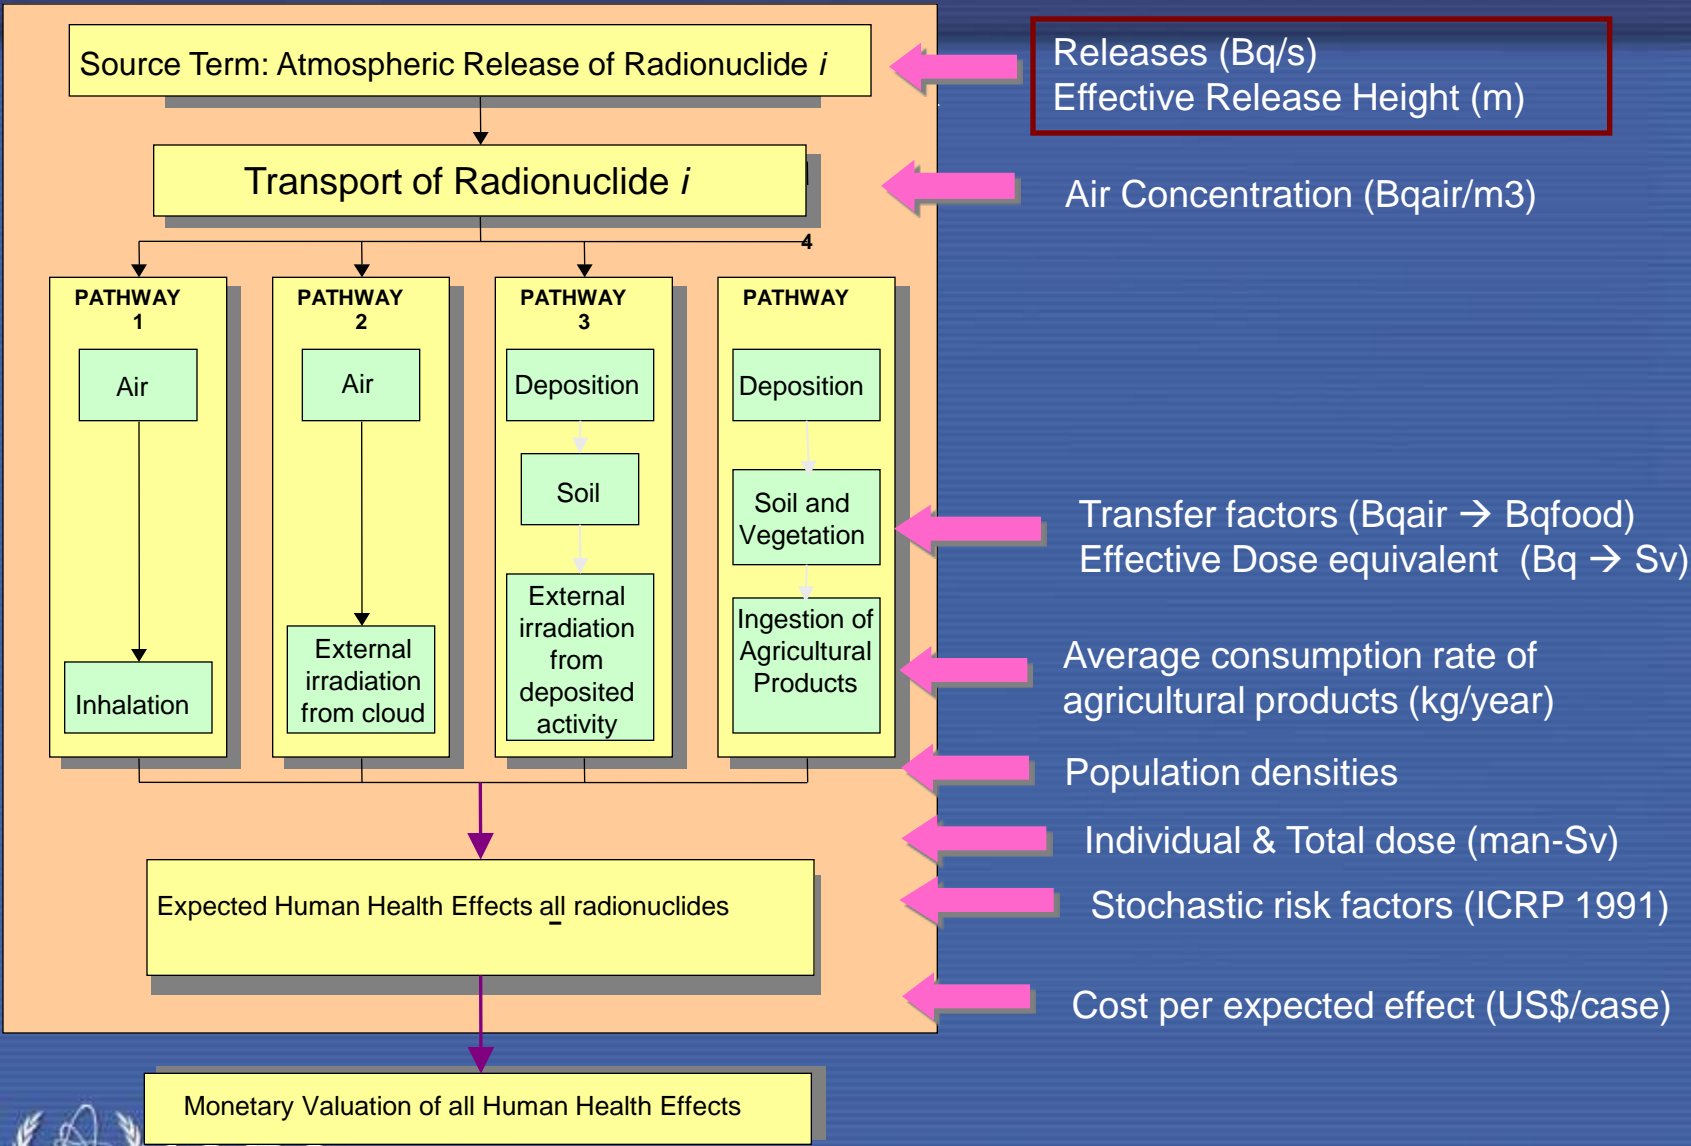 Source Term: Atmospheric Release of Radionuclide i
Releases (Bq/s)
Effective Release Height (m)
Transport of Radionuclide i
Air Concentration (Bqair/m3)
4
PATHWAY
1
Air
Inhalation
PATHWAY
2
Air
External
irradiation
from cloud
PATHWAY
3
Deposition
Soil
External
irradiation
from
deposited
activity
PATHWAY
Deposition
Soil and
Vegetation
Ingestion of
Agricultural
Products
Transfer factors (Bqair → Bqfood)
Effective Dose equivalent (Bq → Sv)
Average consumption rate of
agricultural products (kg/year)
Population densities
Individual & Total dose (man-Sv)
Expected Human Health Effects all radionuclides
Stochastic risk factors (ICRP 1991)
Cost per expected effect (US$/case)
Monetary Valuation of all Human Health Effects